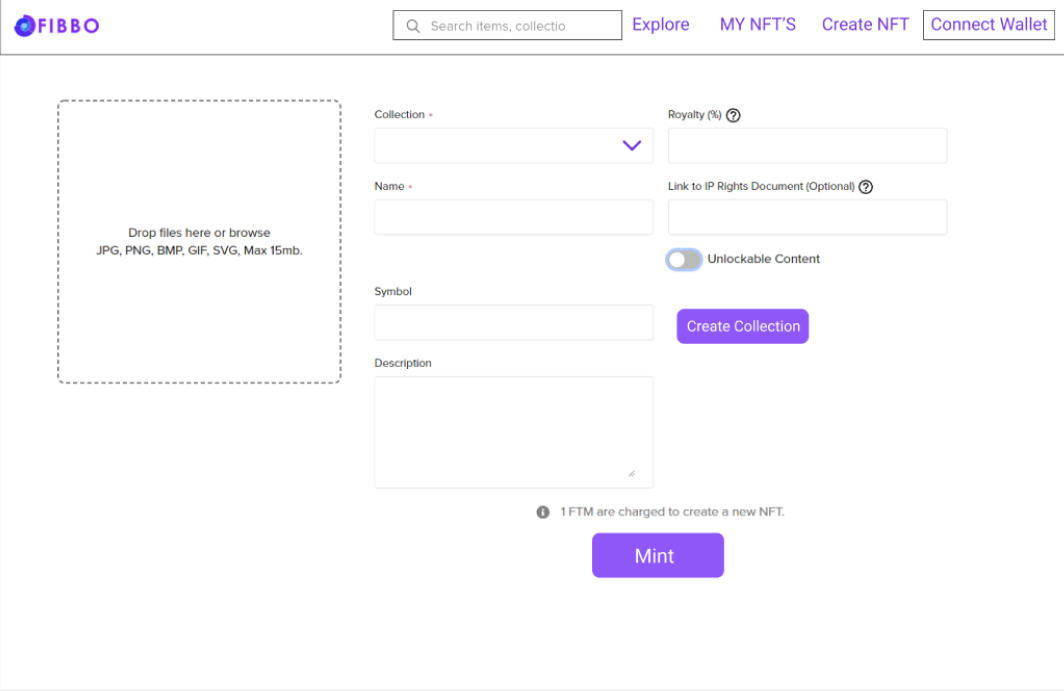 FIBBO
Search items, collectio
Explore
MY NFT'S
Create NFT
Connect Wallet
Drop files here or browse
JPG, PNG, BMP, GIF, SVG, Max 15mb.
Collection *
Royalty (%) ?
Name *
Link to IP Rights Document (Optional) ?
Unlockable Content
Symbol
Create Collection
Description
i 1 FTM are charged to create a new NFT.
Mint